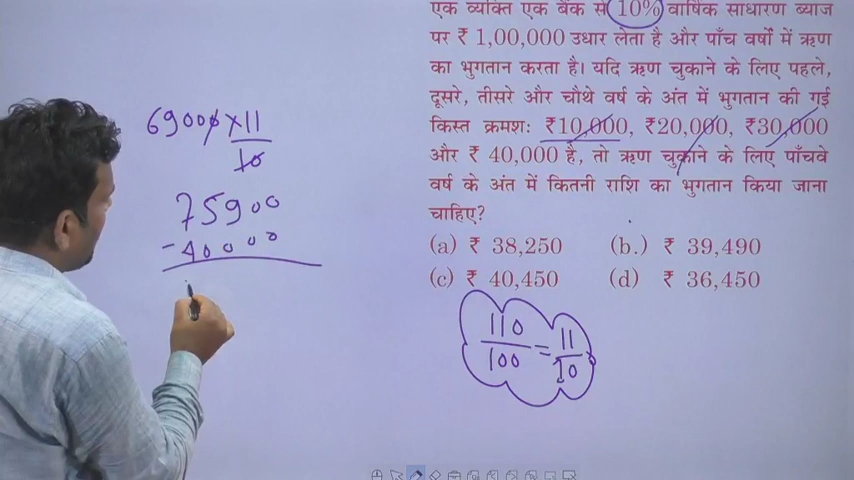 एक व्यक्ति एक बैंक से 10% वार्षिक साधारण ब्याज
पर ₹ 1,00,000 उधार लेता है और पाँच वर्षों में ऋण
का भुगतान करता है। यदि ऋण चुकाने के लिए पहले,
दूसरे, तीसरे और चौथे वर्ष के अंत में भुगतान की गई
किस्त क्रमशः ₹10,000, ₹20,000, ₹30,000
और ₹ 40,000 है, तो ऋण चुकाने के लिए पाँचवे
वर्ष के अंत में कितनी राशि का भुगतान किया जाना
चाहिए?
(a) ₹ 38,250 (b.) ₹ 39,490
(c) ₹ 40,450 (d) ₹ 36,450
69000 × 11
10
75900
- 40000
110
100
= 11
10